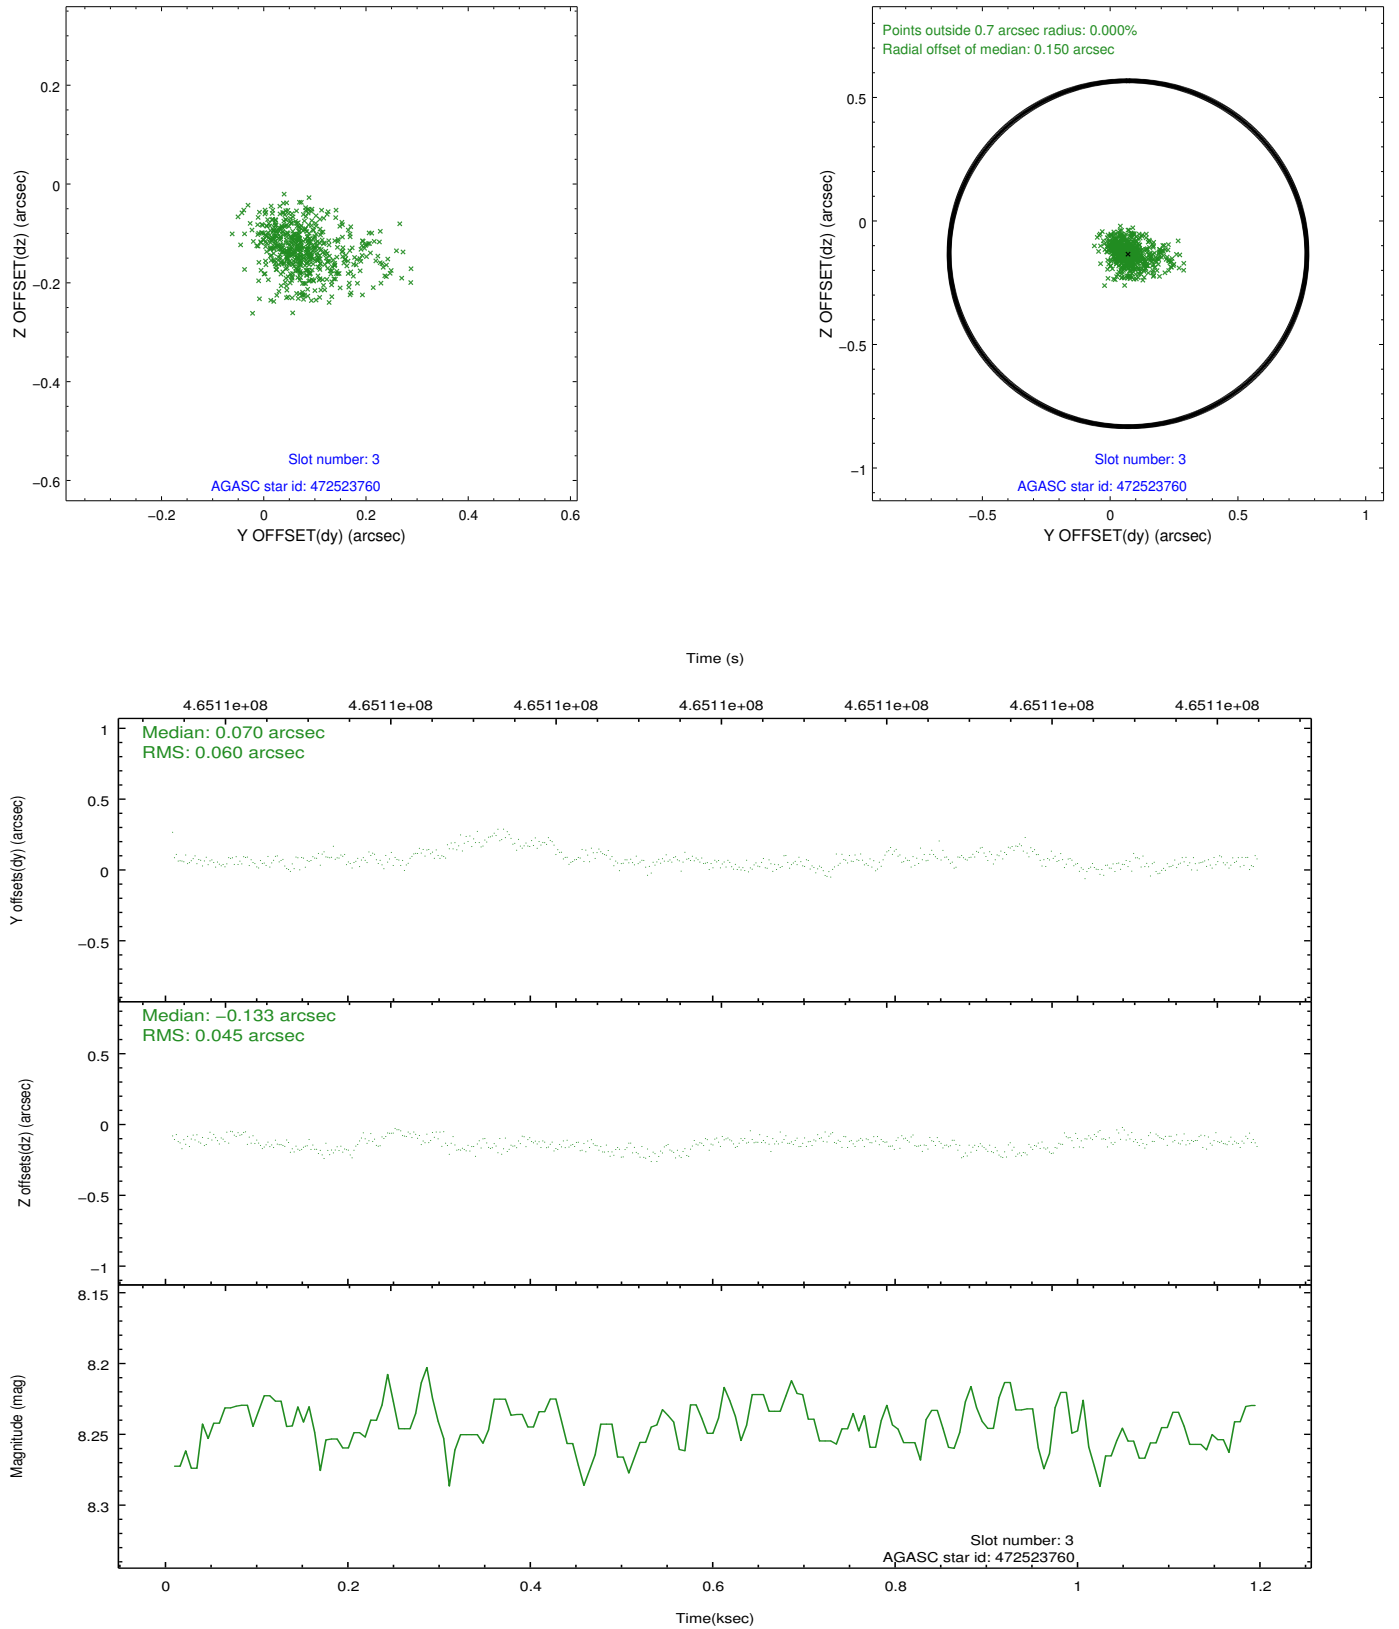 0.2
0
−0.2
−0.4
−0.6
Z OFFSET(dz) (arcsec)
Slot number: 3
AGASC star id: 472523760
−0.2
0
0.2
0.4
0.6
Y OFFSET(dy) (arcsec)
Points outside 0.7 arcsec radius: 0.000%
Radial offset of median: 0.150 arcsec
0.5
0
−0.5
−1
Z OFFSET(dz) (arcsec)
Slot number: 3
AGASC star id: 472523760
−0.5
0
0.5
1
Y OFFSET(dy) (arcsec)
Time (s)
4.6511e+08
4.6511e+08
4.6511e+08
4.6511e+08
4.6511e+08
4.6511e+08
4.6511e+08
Median: 0.070 arcsec
RMS: 0.060 arcsec
1
0.5
0
−0.5
Y offsets(dy) (arcsec)
Median: −0.133 arcsec
RMS: 0.045 arcsec
0.5
0
−0.5
−1
Z offsets(dz) (arcsec)
8.15
8.2
8.25
8.3
Magnitude (mag)
Slot number: 3
AGASC star id: 472523760
0
0.2
0.4
0.6
0.8
1
1.2
Time(ksec)